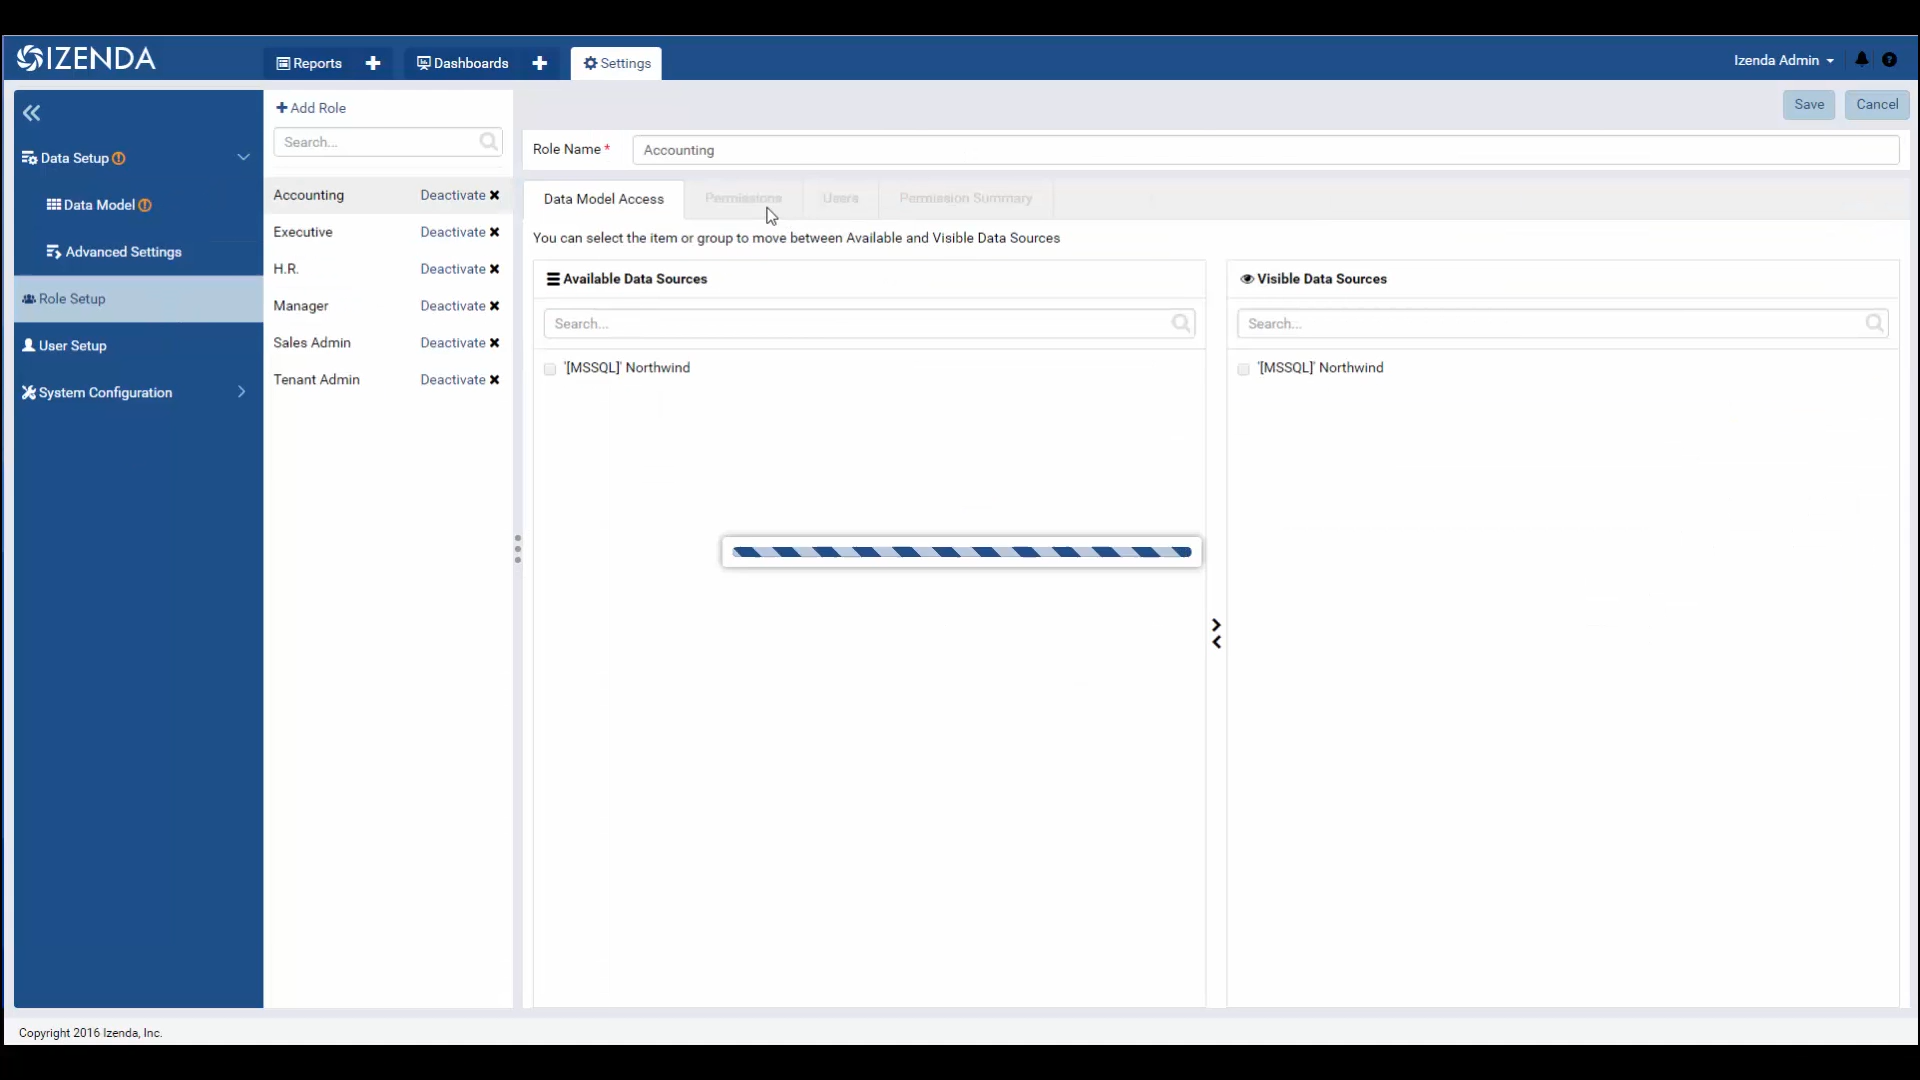 IZENDA
Reports
Dashboards
Settings
Izenda Admin
Add Role
Save
Cancel
Search...
Role Name *
Accounting
Data Setup
Data Model
Advanced Settings
Role Setup
User Setup
System Configuration
Accounting Deactivate
Executive Deactivate
H.R. Deactivate
Manager Deactivate
Sales Admin Deactivate
Tenant Admin Deactivate
Data Model Access
Permissions
Users
Permission Summary
You can select the item or group to move between Available and Visible Data Sources
Available Data Sources
Search...
'[MSSQL]' Northwind
Visible Data Sources
Search...
'[MSSQL]' Northwind
Copyright 2016 Izenda, Inc.